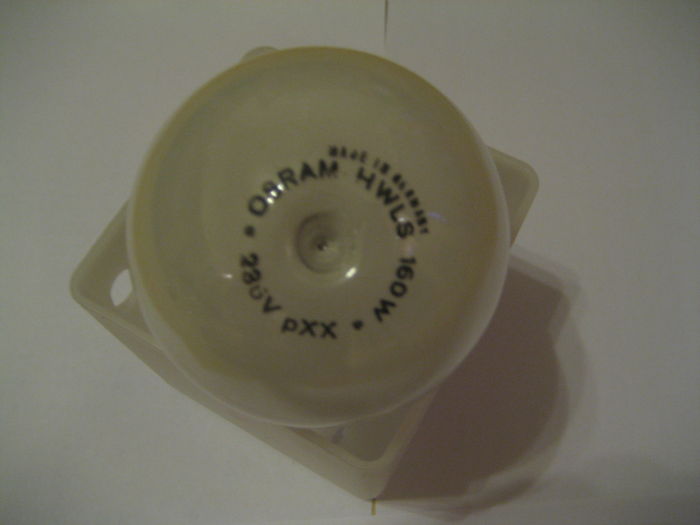 MADE IN GERMANY
• OSRAM HWLS 160W • pXX 230V